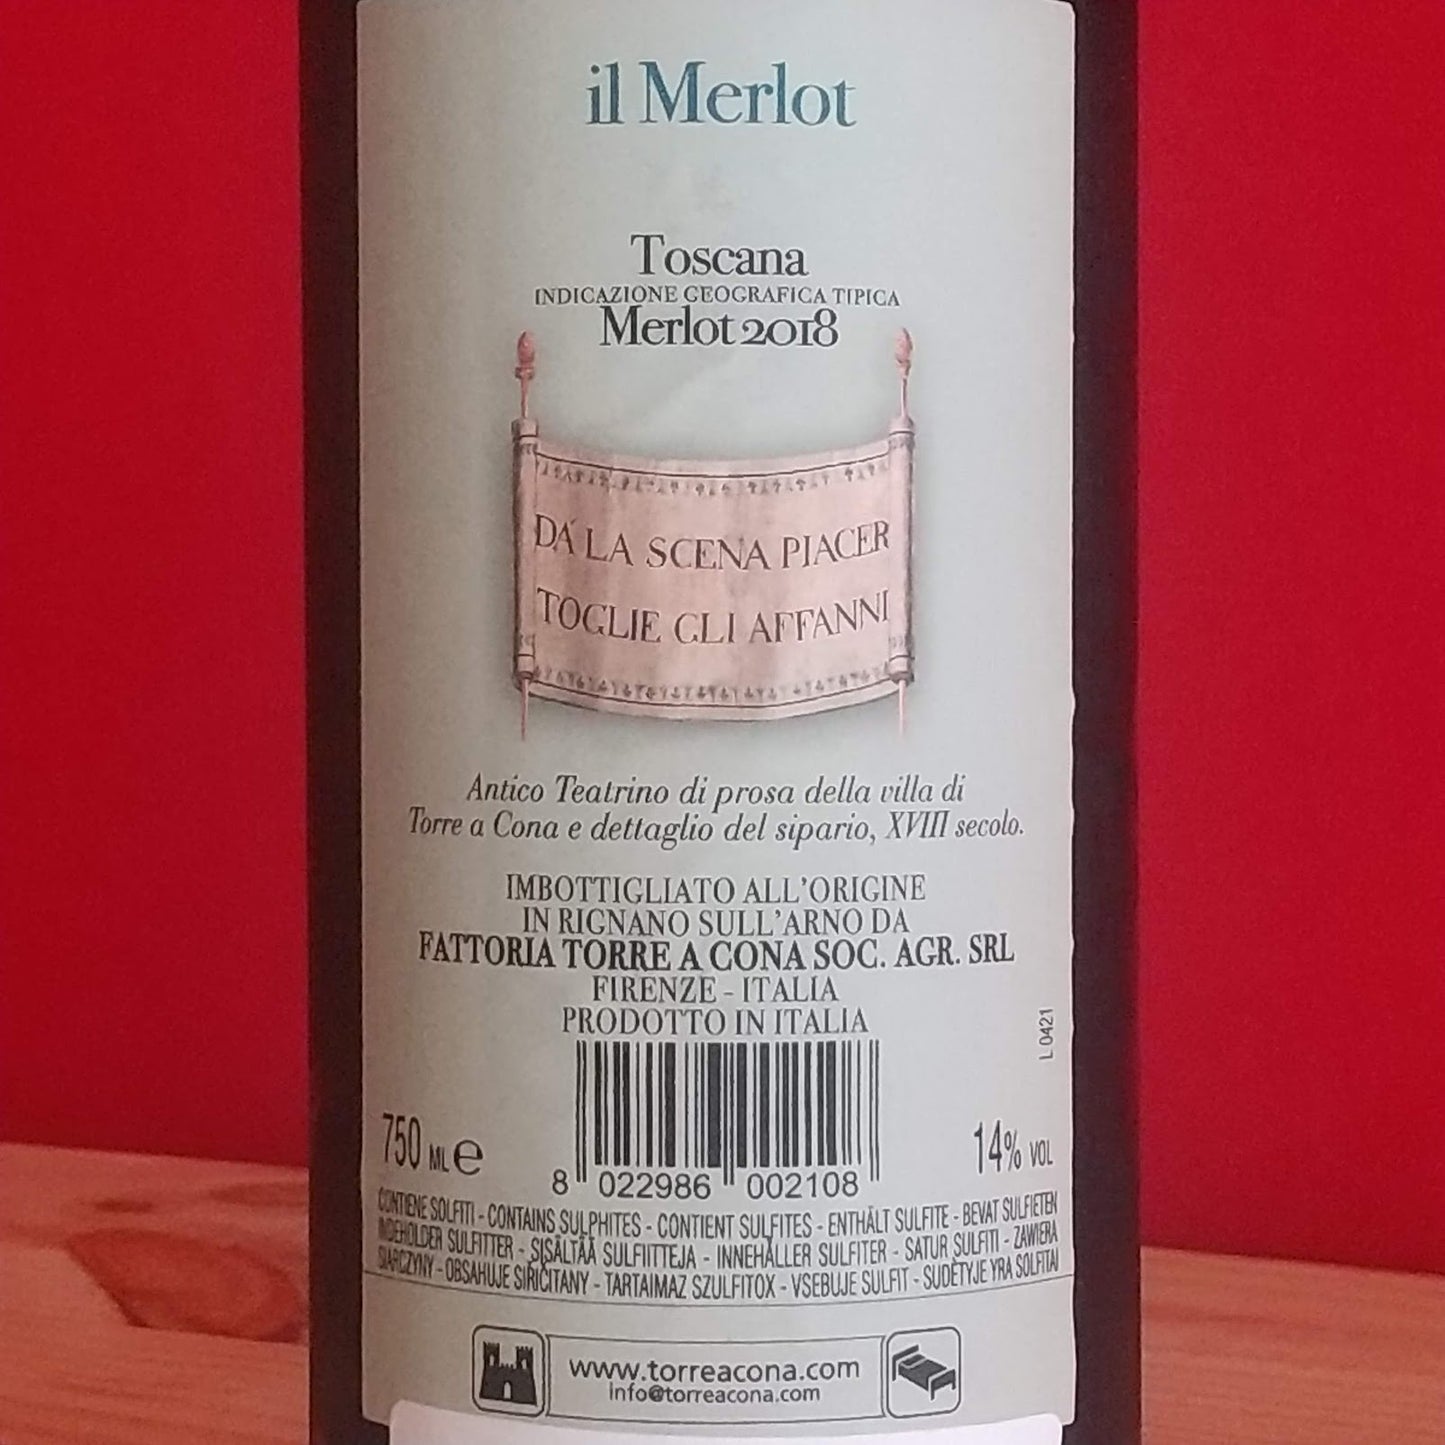 il Merlot
Toscana
INDICAZIONE GEOGRAFICA TIPICA
Merlot 2018
DÁ LA SCENA PIACER
TOGLIE GLI AFFANNI
Antico Teatrino di prosa della villa di
Torre a Cona e dettaglio del sipario, XVIII secolo.
IMBOTTIGLIATO ALL'ORIGINE
IN RIGNANO SULL'ARNO DA
FATTORIA TORRE A CONA SOC. AGR. SRL
FIRENZE - ITALIA
PRODOTTO IN ITALIA
L 0421
750 ML e
14% VOL
8 022986 002108
CONTIENE SOLFITI - CONTAINS SULPHITES - CONTIENT SULFITES - ENTHÄLT SULFITE - BEVAT SULFIETEN
INDEHOLDER SULFITTER - SISÄLTÄÄ SULFIITTEJA - INNEHÅLLER SULFITER - SATUR SULFITI - ZAWIERA
SIARCZYNY - OBSAHUJE SIŘIČITANY - TARTAIMAZ SZULFITOX - VSEBUJE SULFIT - SUDĖTYJE YRA SOLFITAI
www.torreacona.com
info@torreacona.com